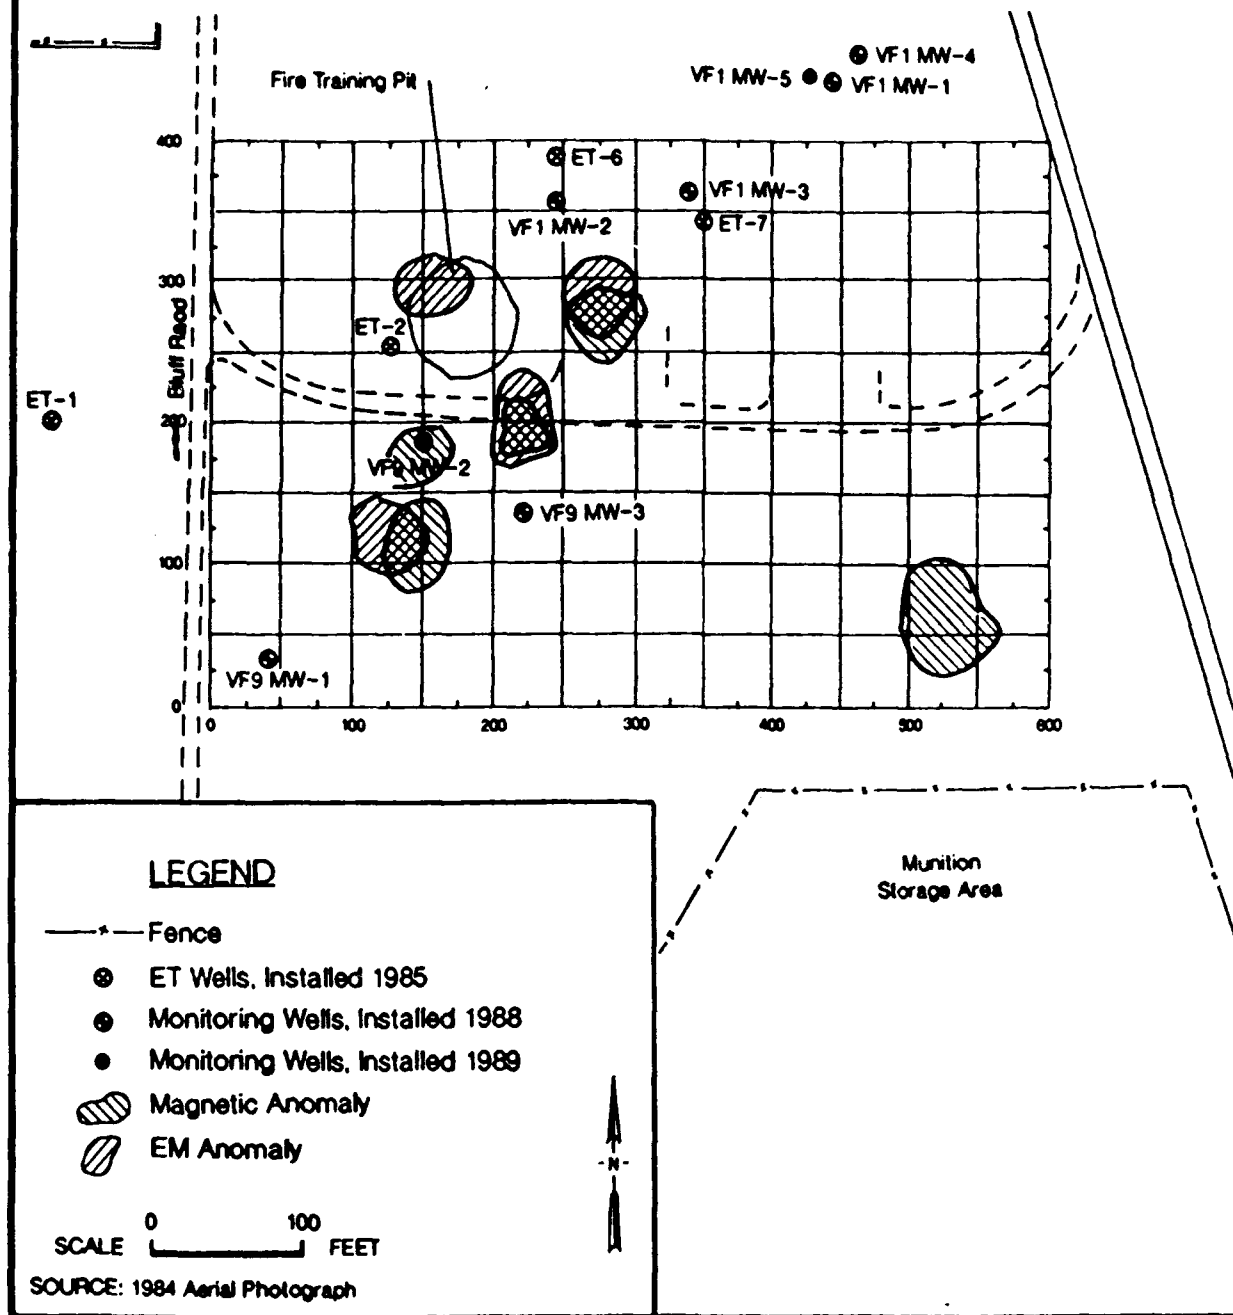 VF1 MW-4
VF1 MW-5
VF1 MW-1
Fire Training Pit
400
ET-6
VF1 MW-3
VF1 MW-2
ET-7
300
ET-2
Bluff Road
ET-1
200
VF9 MW-2
VF9 MW-3
100
VF9 MW-1
0
0 100 200 300 400 500 600
Munition
Storage Area
LEGEND
Fence
ET Wells, Installed 1985
Monitoring Wells, Installed 1988
Monitoring Wells, Installed 1989
Magnetic Anomaly
EM Anomaly
-N-
0 100
SCALE FEET
SOURCE: 1984 Aerial Photograph